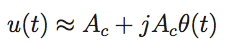 u(t) ≈ A_c + jA_cθ(t)